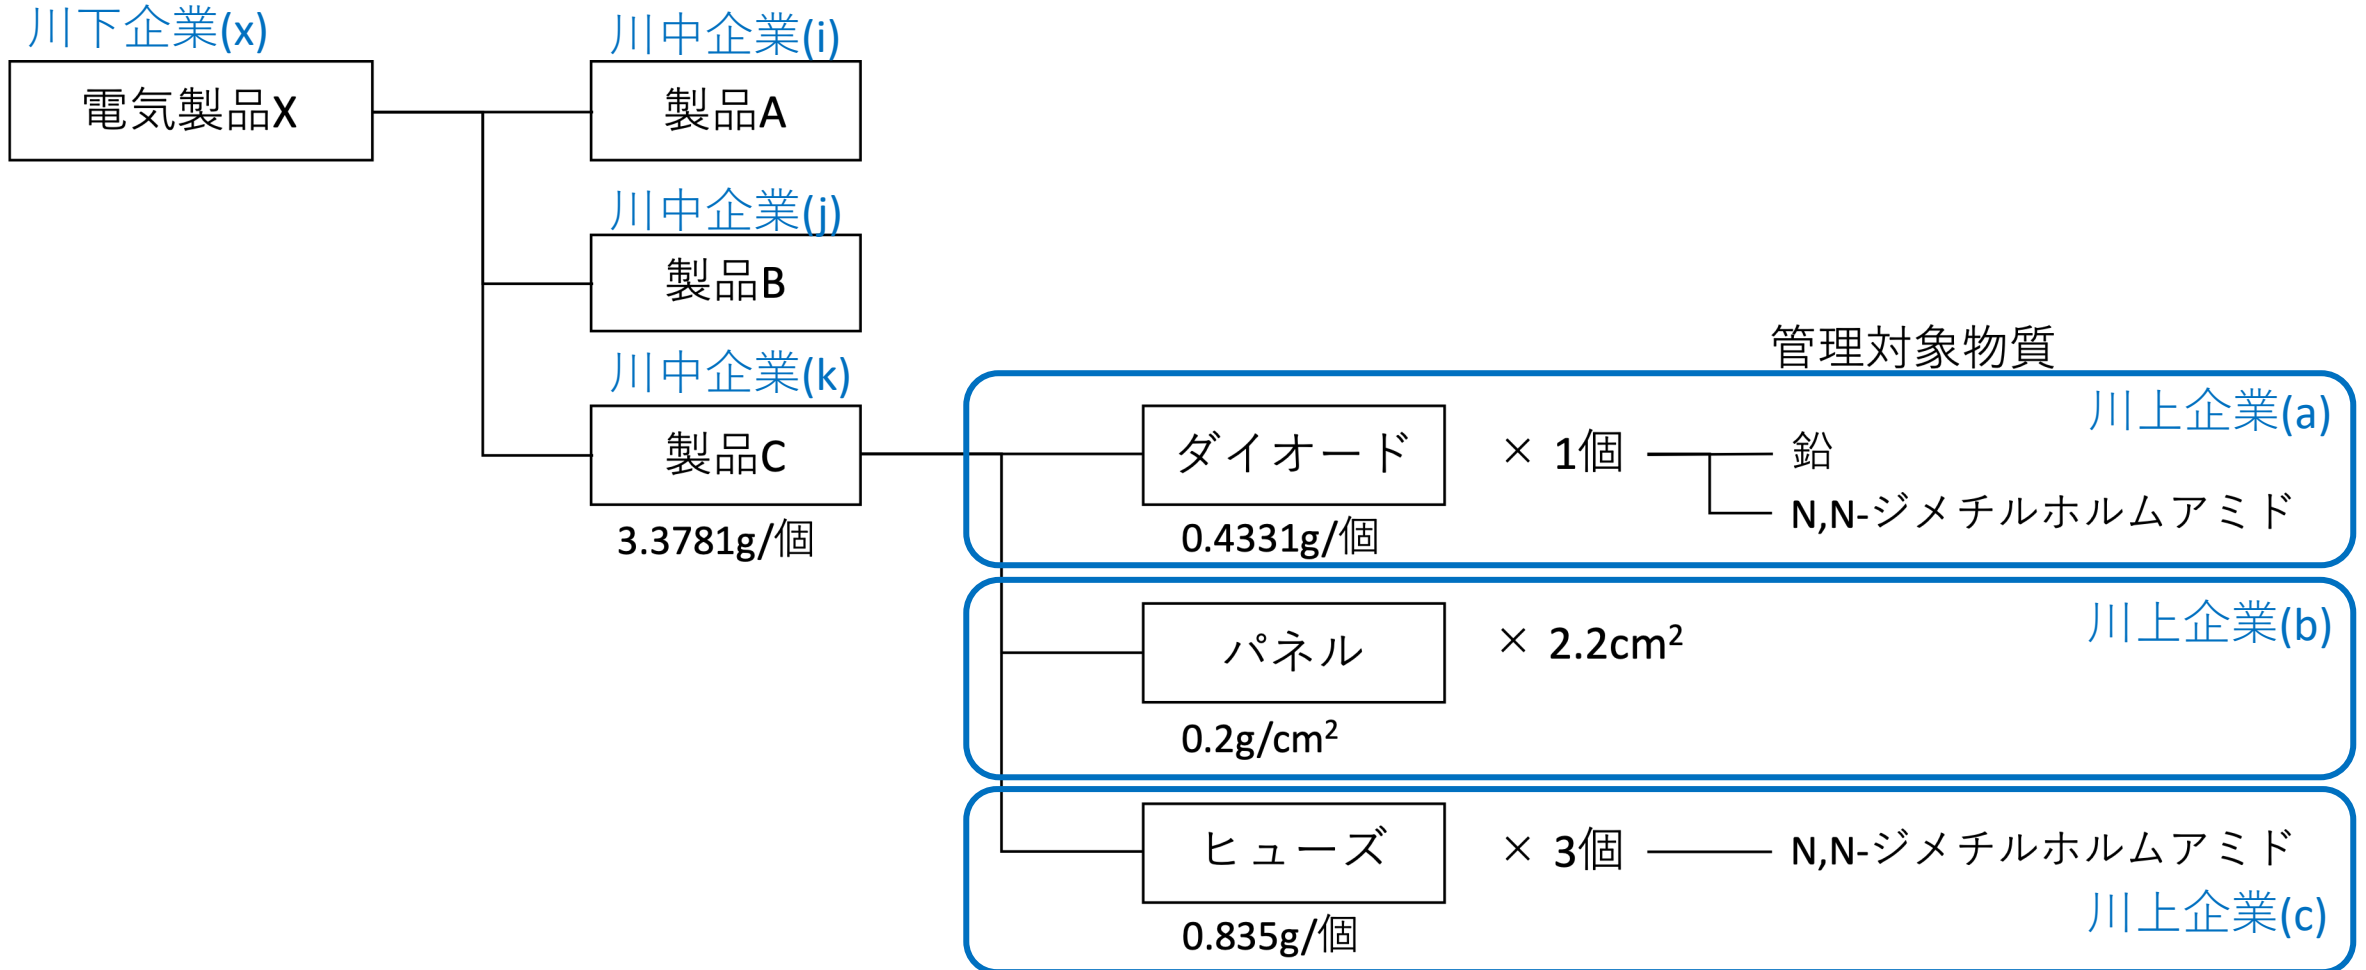 川下企業(x)
電気製品X
川中企業(i)
製品A
川中企業(j)
製品B
川中企業(k)
製品C
3.3781g/個
管理対象物質
川上企業(a)
ダイオード × 1個 鉛
N,N-ジメチルホルムアミド
0.4331g/個
川上企業(b)
パネル × 2.2cm²
0.2g/cm²
ヒューズ × 3個 N,N-ジメチルホルムアミド
川上企業(c)
0.835g/個